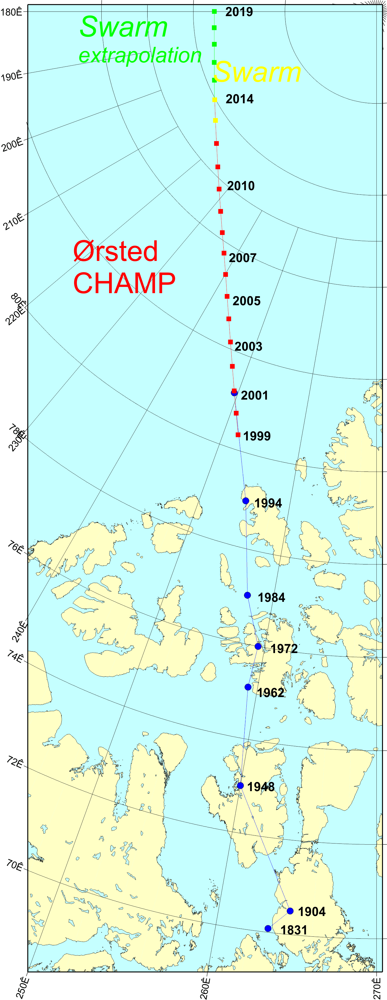 180Ê
2019
Swarm
extrapolation
190Ê
Swarm
2014
200Ê
2010
210Ê
Ørsted
2007
CHAMP
80Ê
2005
220Ê
2003
2001
78Ê
1999
230Ê
1994
76Ê
1984
240Ê
74Ê
1972
1962
72Ê
1948
70Ê
1904
1831
250Ê
260Ê
270Ê